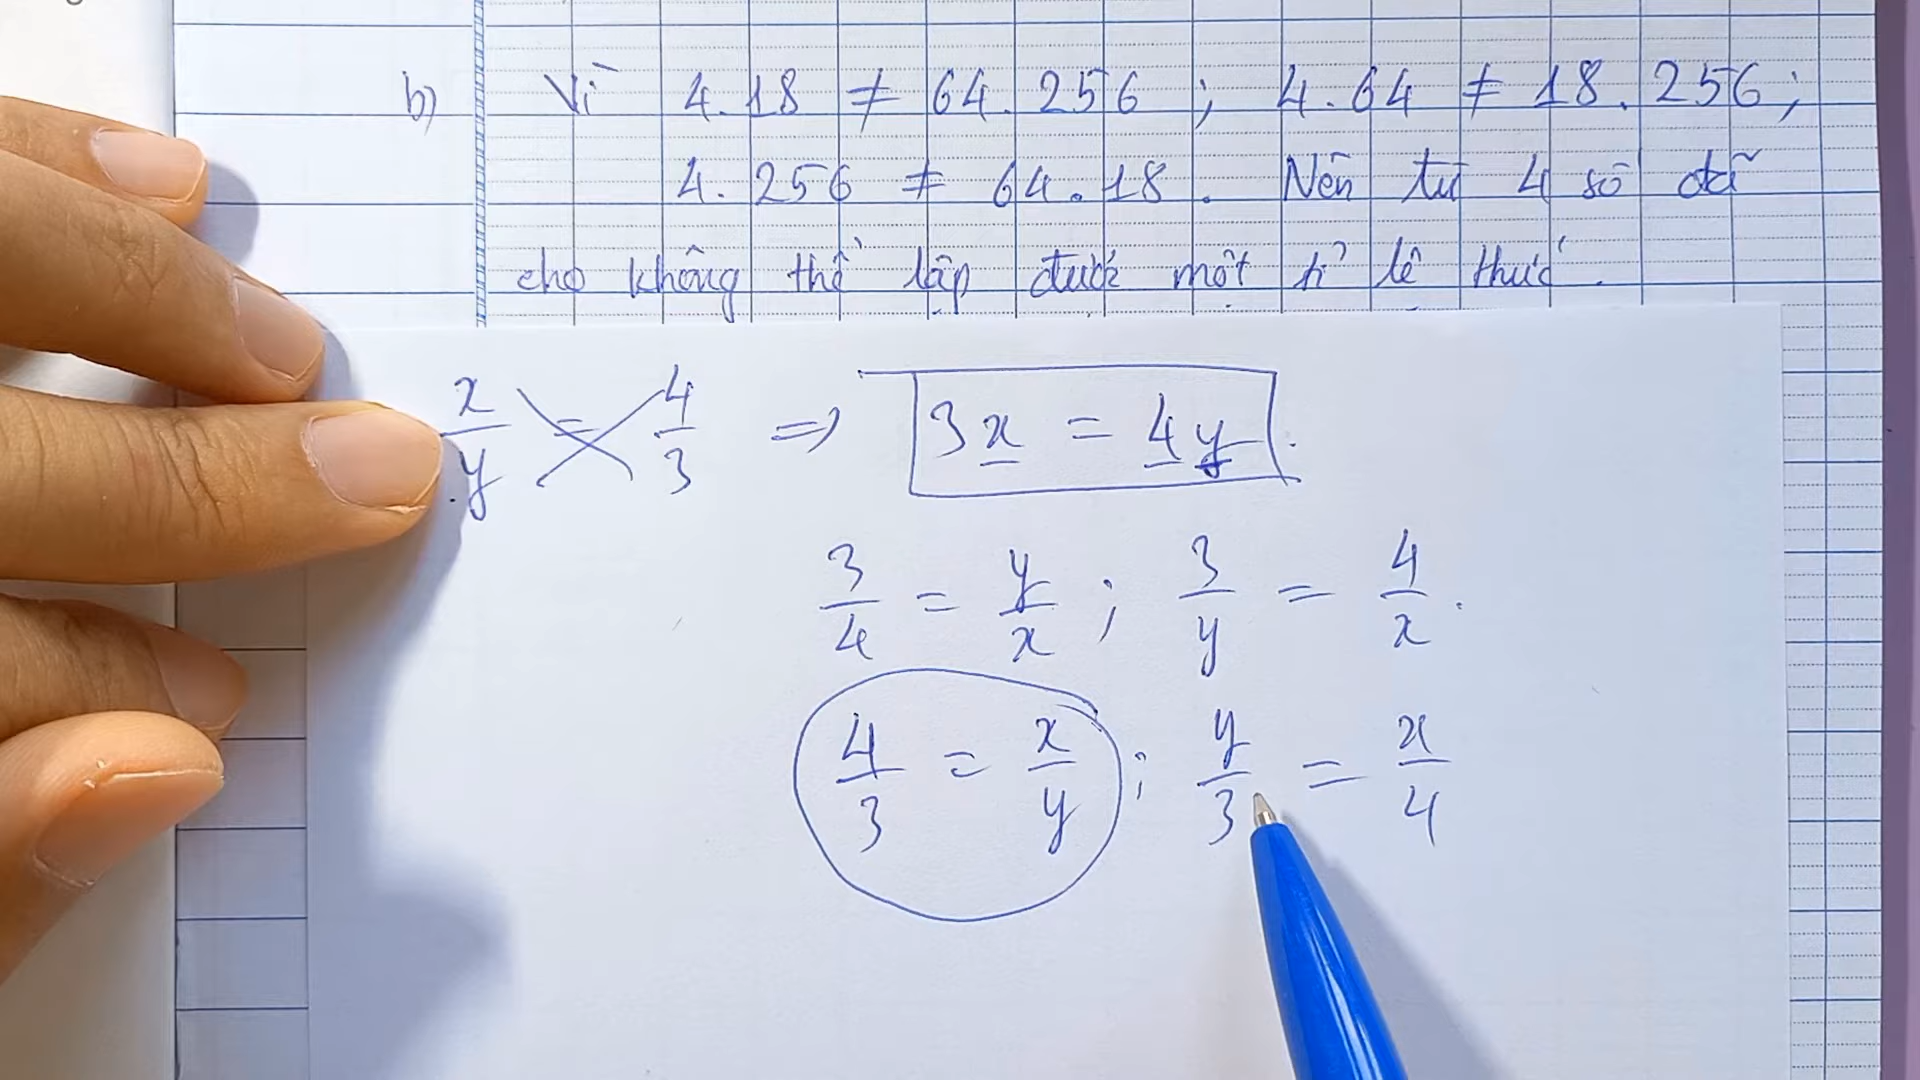 b) Vì 4.18 ≠ 64.256 ; 4.64 ≠ 18.256;
4.256 ≠ 64.18. Nên từ 4 số đã
cho không thể lập được một tỉ lệ thức.
x/y = 4/3 => 3x = 4y.
3/4 = y/x ; 3/y = 4/x.
4/3 = x/y ; y/3 = x/4